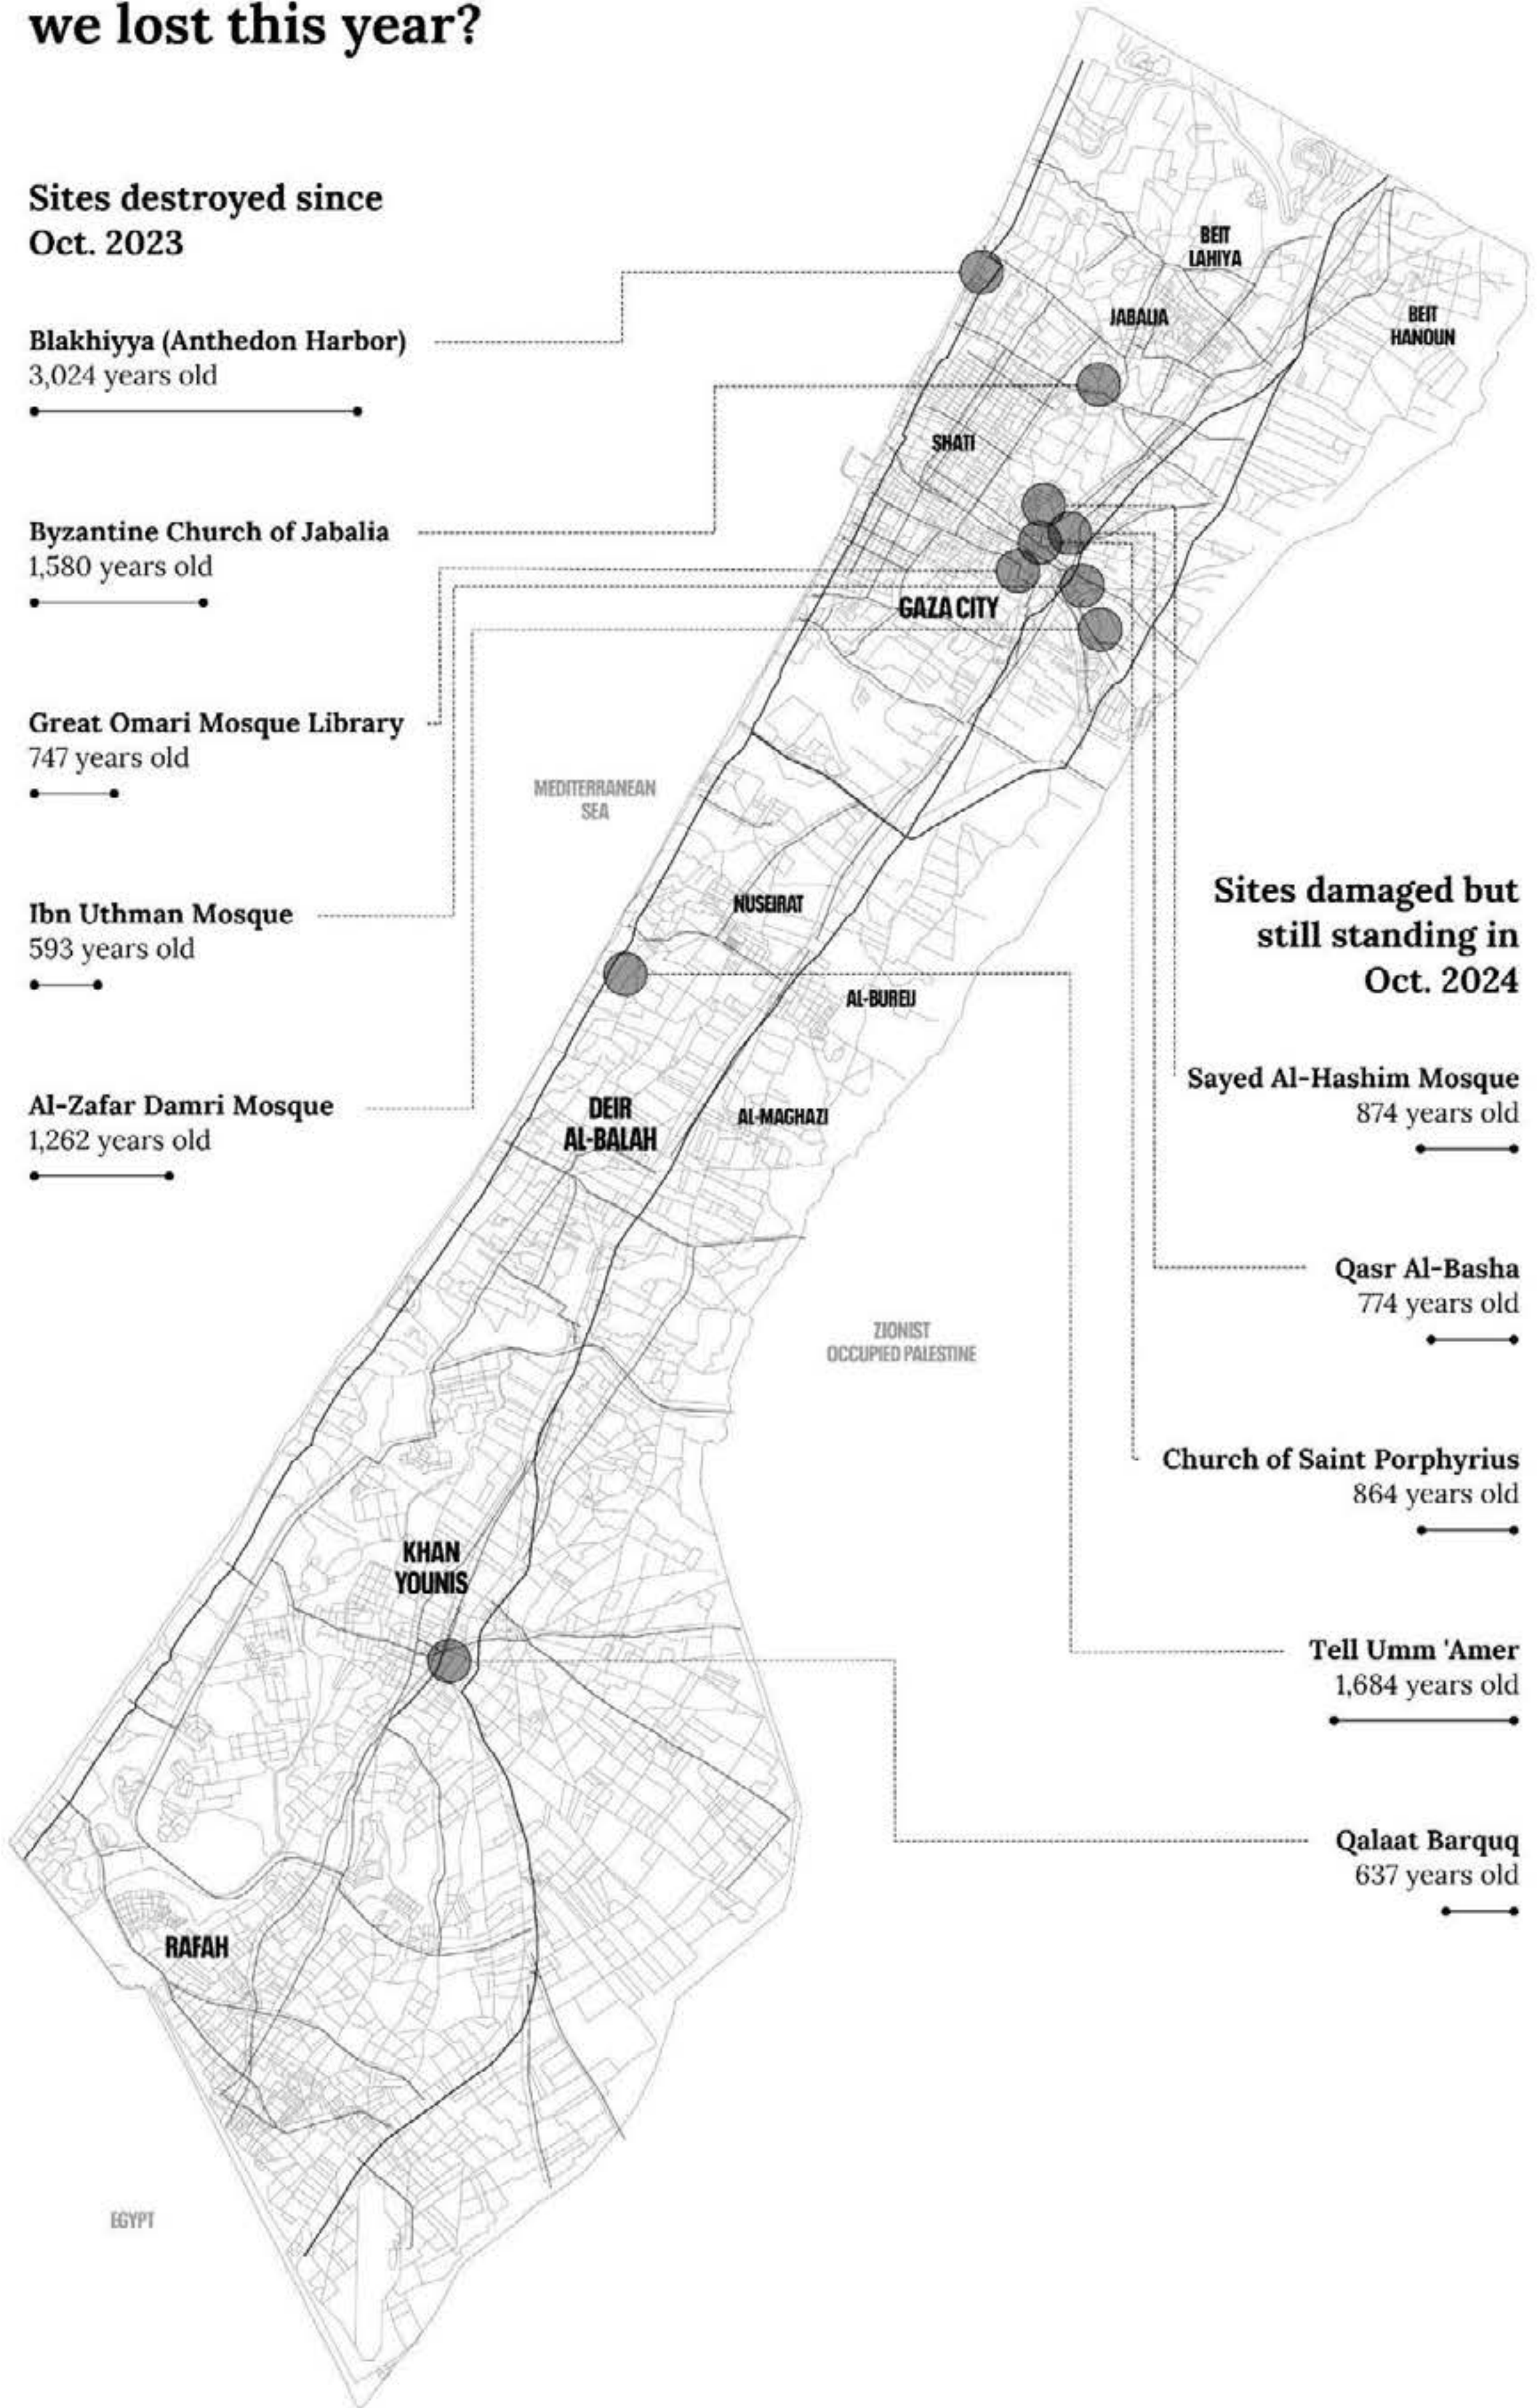 we lost this year?
Sites destroyed since
Oct. 2023
Blakhiyya (Anthedon Harbor)
3,024 years old
Byzantine Church of Jabalia
1,580 years old
Great Omari Mosque Library
747 years old
Ibn Uthman Mosque
593 years old
Al-Zafar Damri Mosque
1,262 years old
BEIT
LAHIYA
JABALIA
BEIT
HANOUN
SHATI
GAZA CITY
MEDITERRANEAN
SEA
NUSEIRAT
AL-BUREIJ
DEIR
AL-BALAH
AL-MAGHAZI
ZIONIST
OCCUPIED PALESTINE
KHAN
YOUNIS
RAFAH
EGYPT
Sites damaged but
still standing in
Oct. 2024
Sayed Al-Hashim Mosque
874 years old
Qasr Al-Basha
774 years old
Church of Saint Porphyrius
864 years old
Tell Umm 'Amer
1,684 years old
Qalaat Barquq
637 years old